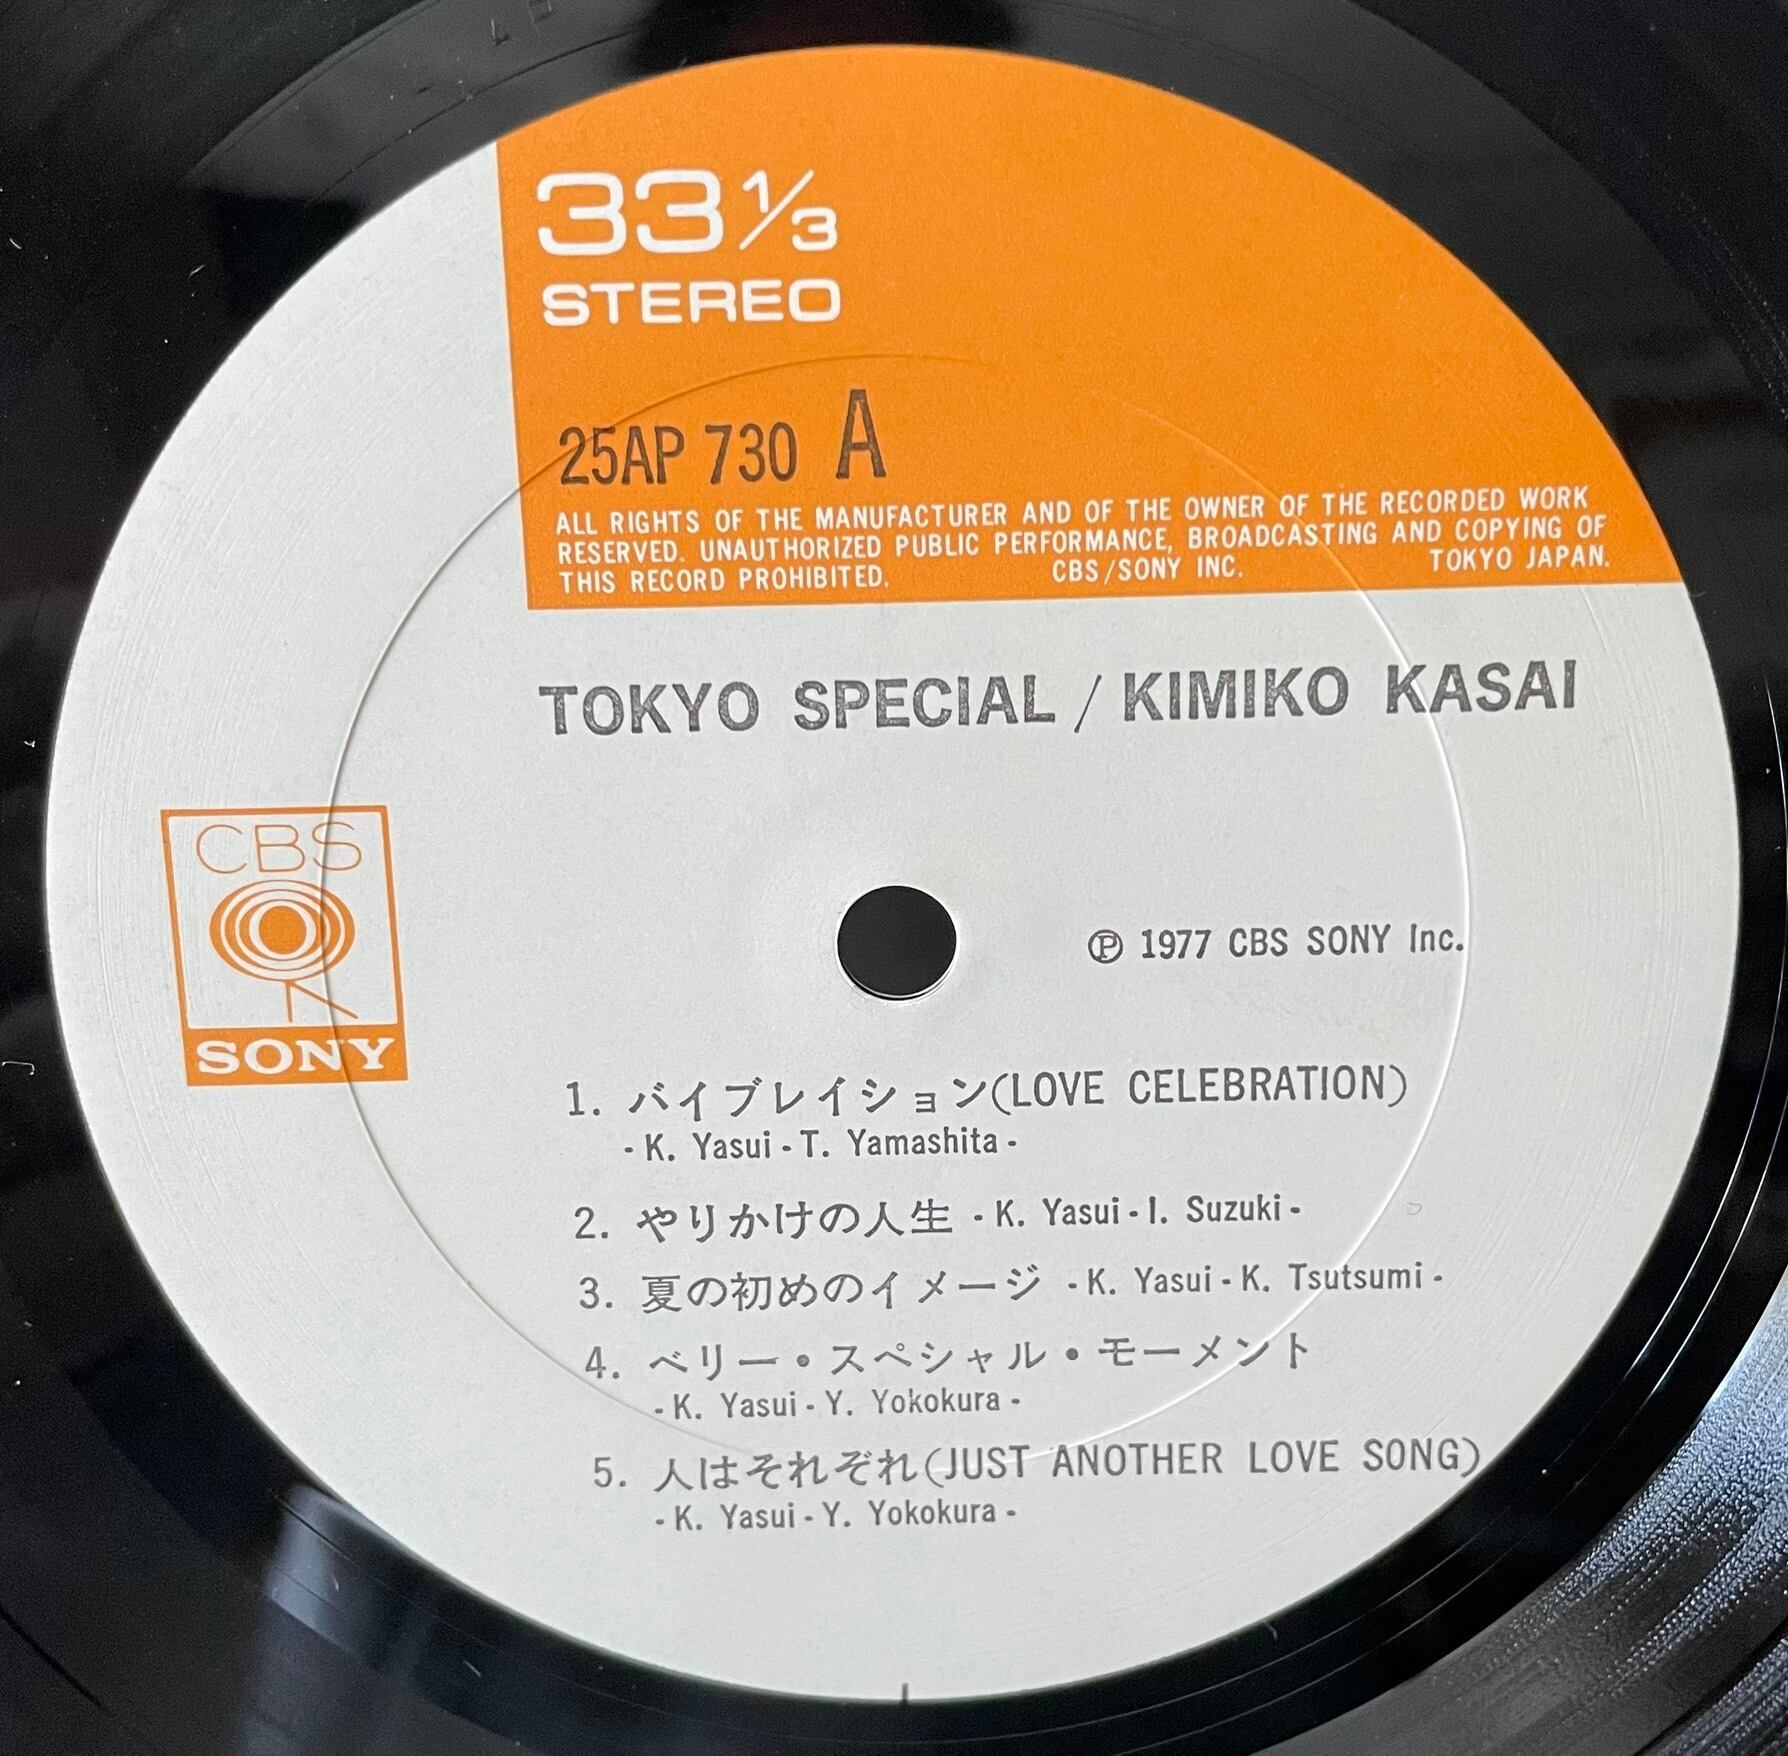 33 1/3
STEREO
25AP 730 A
ALL RIGHTS OF THE MANUFACTURER AND OF THE OWNER OF THE RECORDED WORK
RESERVED. UNAUTHORIZED PUBLIC PERFORMANCE, BROADCASTING AND COPYING OF
THIS RECORD PROHIBITED. CBS/SONY INC. TOKYO JAPAN.
TOKYO SPECIAL / KIMIKO KASAI
CBS
SONY
Ⓟ 1977 CBS SONY Inc.
1. バイブレイション(LOVE CELEBRATION)
- K. Yasui - T. Yamashita -
2. やりかけの人生 - K. Yasui - I. Suzuki -
3. 夏の初めのイメージ - K. Yasui - K. Tsutsumi -
4. ベリー・スペシャル・モーメント
- K. Yasui - Y. Yokokura -
5. 人はそれぞれ(JUST ANOTHER LOVE SONG)
- K. Yasui - Y. Yokokura -